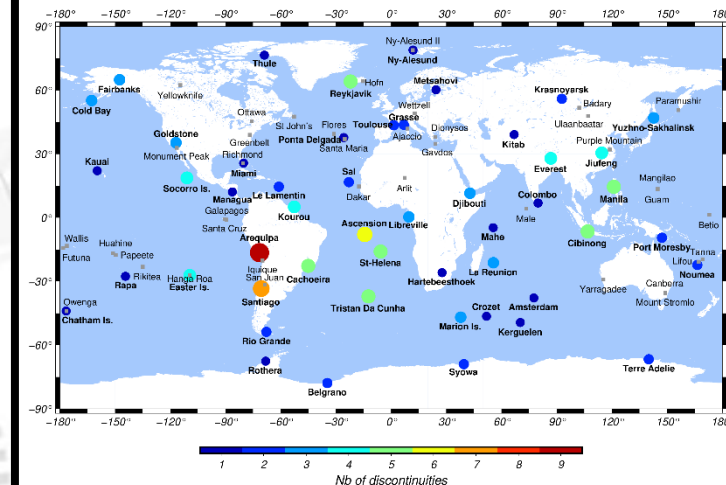 −180° −150° −120° −90° −60° −30° 0° 30° 60° 90° 120° 150° 180°
90° 90°
Ny-Alesund II
Ny-Alesund
Thule
Fairbanks
Yellowknife
Reykjavik Hofn
Metsahovi
Krasnoyarsk
Badary
Paramushir
60° 60°
Cold Bay
Ottawa
St John's
Flores
Wettzell
Grasse
Toulouse
Dionysos
Ulaanbaatar
Yuzhno-Sakhalinsk
Goldstone
Greenbelt
Ponta Delgada
Ajaccio
Kitab
Purple Mountain
Monument Peak
Richmond
Santa Maria
Gavdos
30° 30°
Kauai
Miami
Everest
Jiufeng
Socorro Is.
Managua
Le Lamentin
Sal
Arlit
Mangilao
Dakar
Djibouti
Colombo
Manila
Guam
Galapagos
Kourou
Male
Betio
0° 0°
Santa Cruz
Ascension
Libreville
Mahe
Cibinong
Port Moresby
Wallis
Huahine
Arequipa
Tanna
Futuna
Papeete
St-Helena
Lifou
Iquique
Rikitea
Hanga Roa
San Juan
Cachoeira
La Reunion
Noumea
−30° −30°
Rapa
Easter Is.
Hartebeesthoek
Yarragadee
Canberra
Owenga
Santiago
Tristan Da Cunha
Crozet
Amsterdam
Mount Stromlo
Chatham Is.
Marion Is.
Kerguelen
Rio Grande
−60° −60°
Rothera
Syowa
Terre Adelie
Belgrano
−90° −90°
−180° −150° −120° −90° −60° −30° 0° 30° 60° 90° 120° 150° 180°
1 2 3 4 5 6 7 8 9
Nb of discontinuities